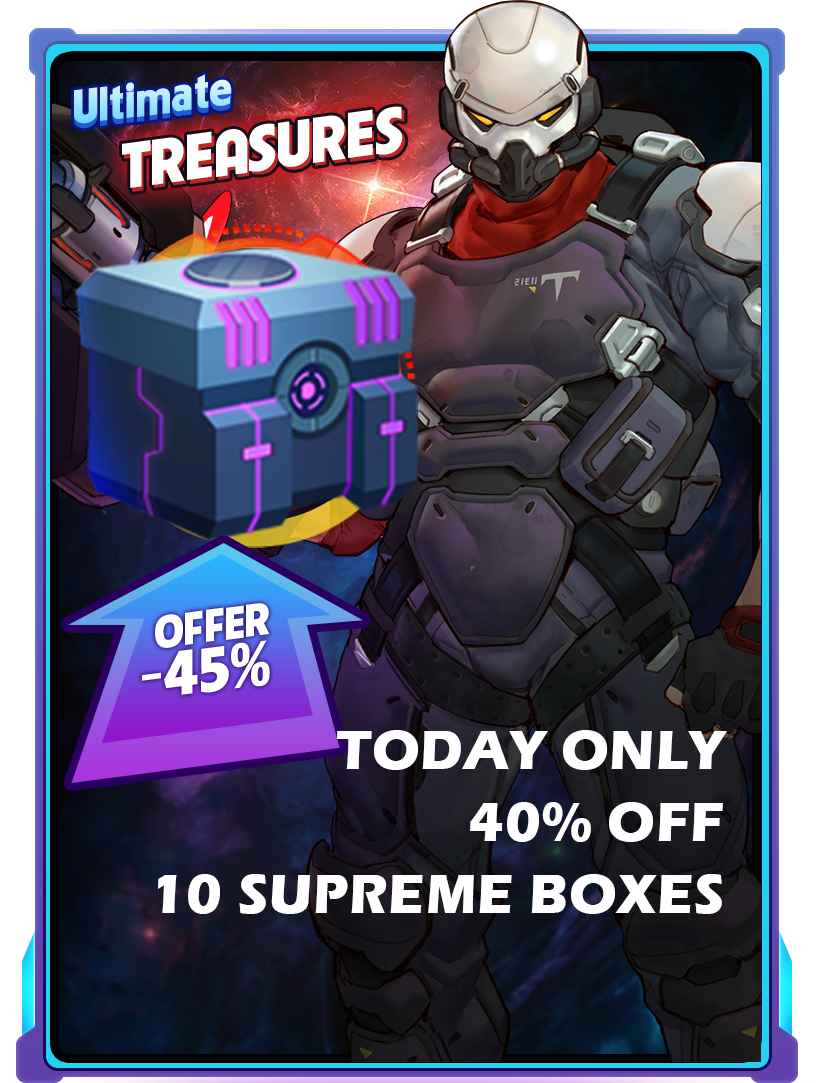 Ultimate
TREASURES
OFFER
-45%
TODAY ONLY
40% OFF
10 SUPREME BOXES